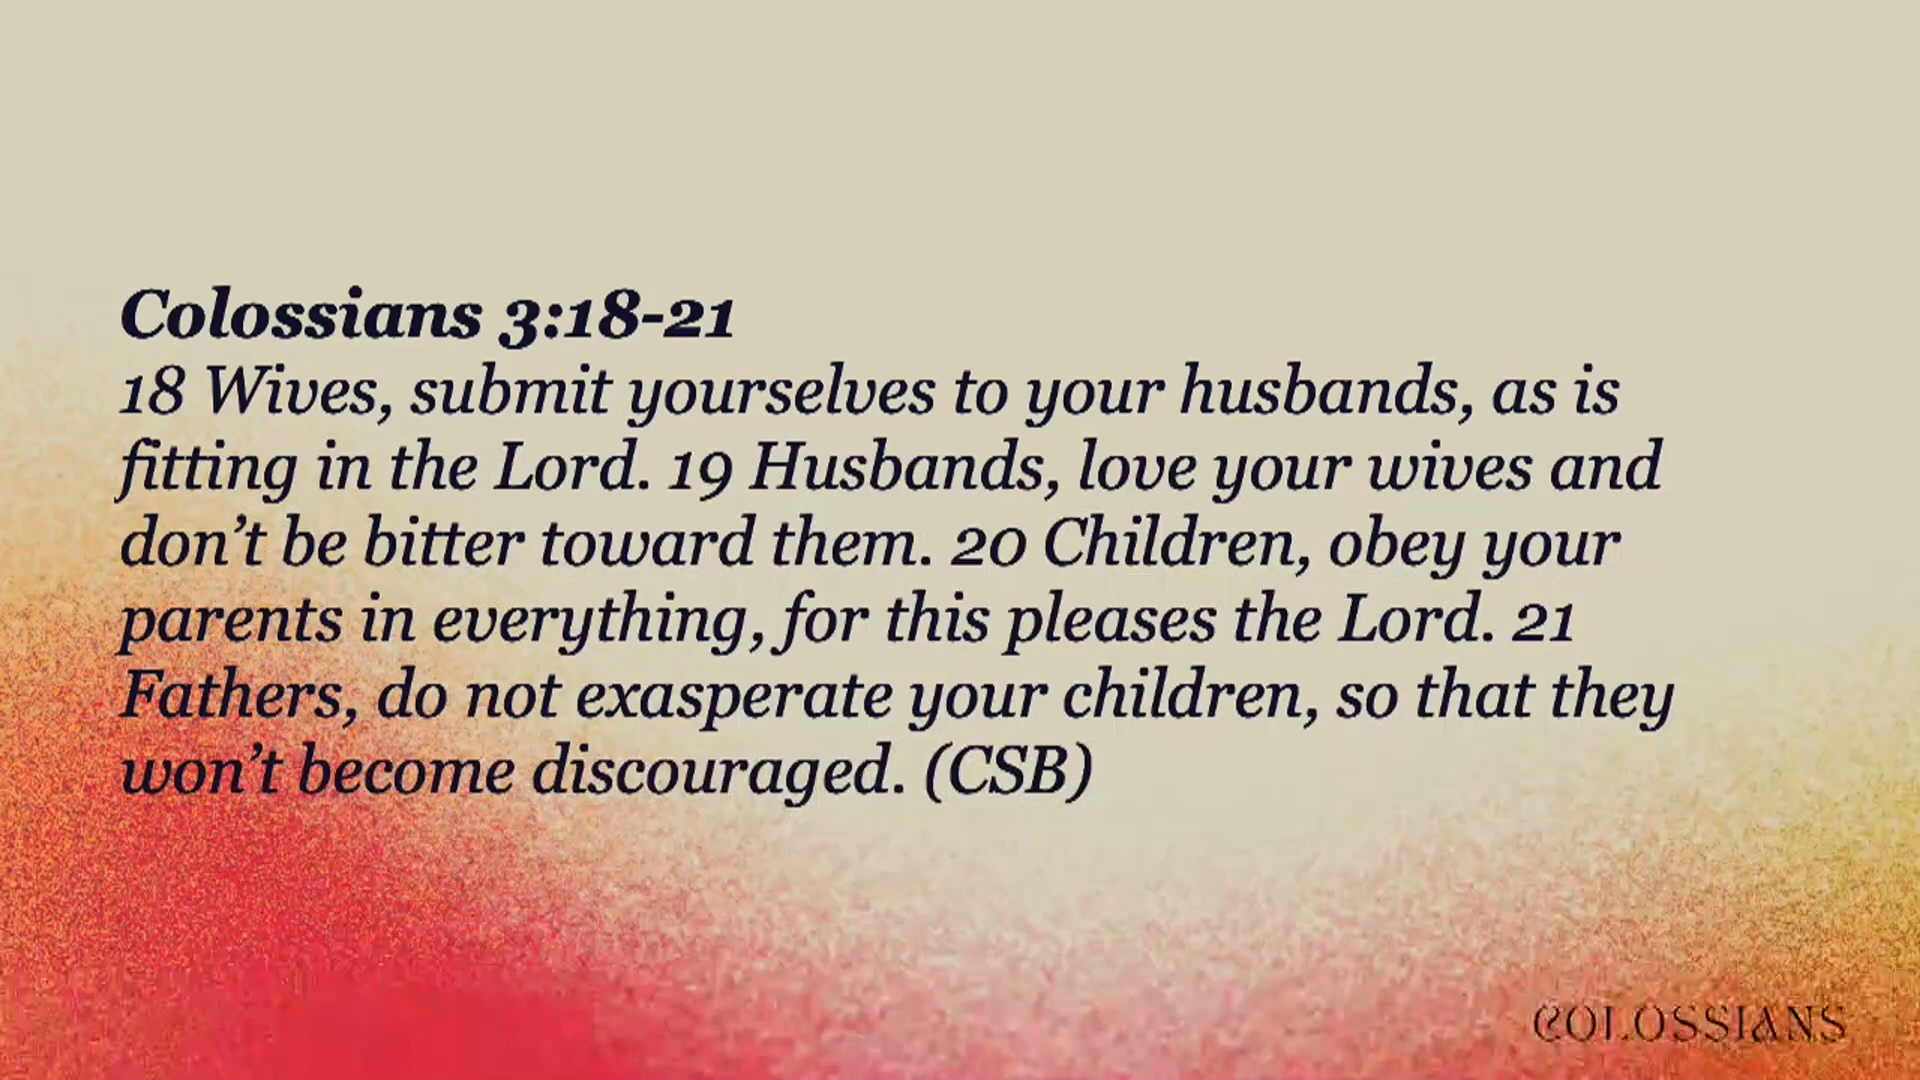 Colossians 3:18-21
18 Wives, submit yourselves to your husbands, as is
fitting in the Lord. 19 Husbands, love your wives and
don’t be bitter toward them. 20 Children, obey your
parents in everything, for this pleases the Lord. 21
Fathers, do not exasperate your children, so that they
won’t become discouraged. (CSB)
COLOSSIANS